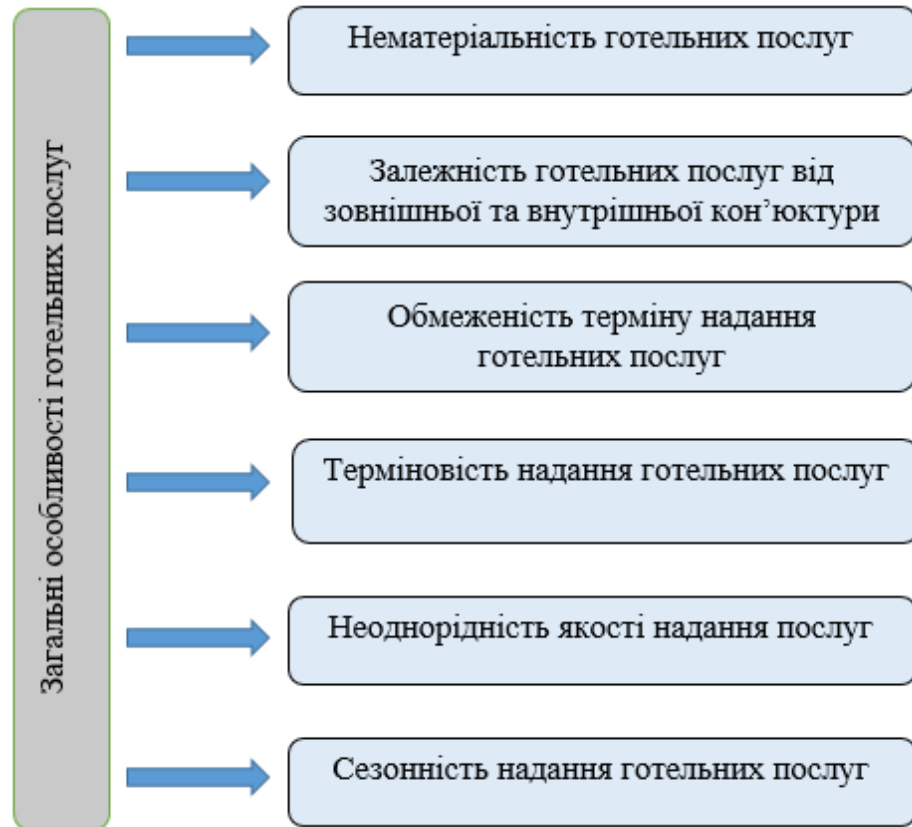 Загальні особливості готельних послуг
Нематеріальність готельних послуг
Залежність готельних послуг від
зовнішньої та внутрішньої кон’юктури
Обмеженість терміну надання
готельних послуг
Терміновість надання готельних послуг
Неоднорідність якості надання послуг
Сезонність надання готельних послуг